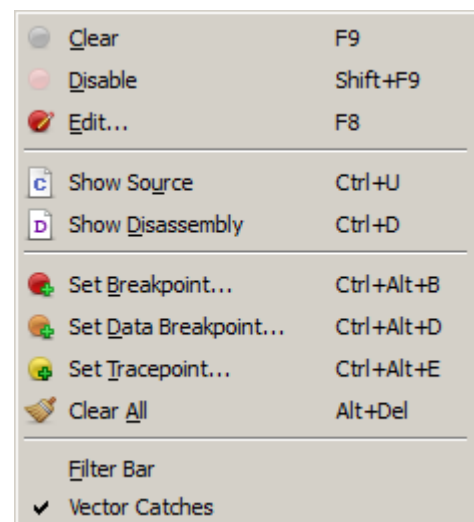 Clear F9
Disable Shift+F9
Edit... F8
C Show Source Ctrl+U
D Show Disassembly Ctrl+D
Set Breakpoint... Ctrl+Alt+B
Set Data Breakpoint... Ctrl+Alt+D
Set Tracepoint... Ctrl+Alt+E
Clear All Alt+Del
Filter Bar
Vector Catches